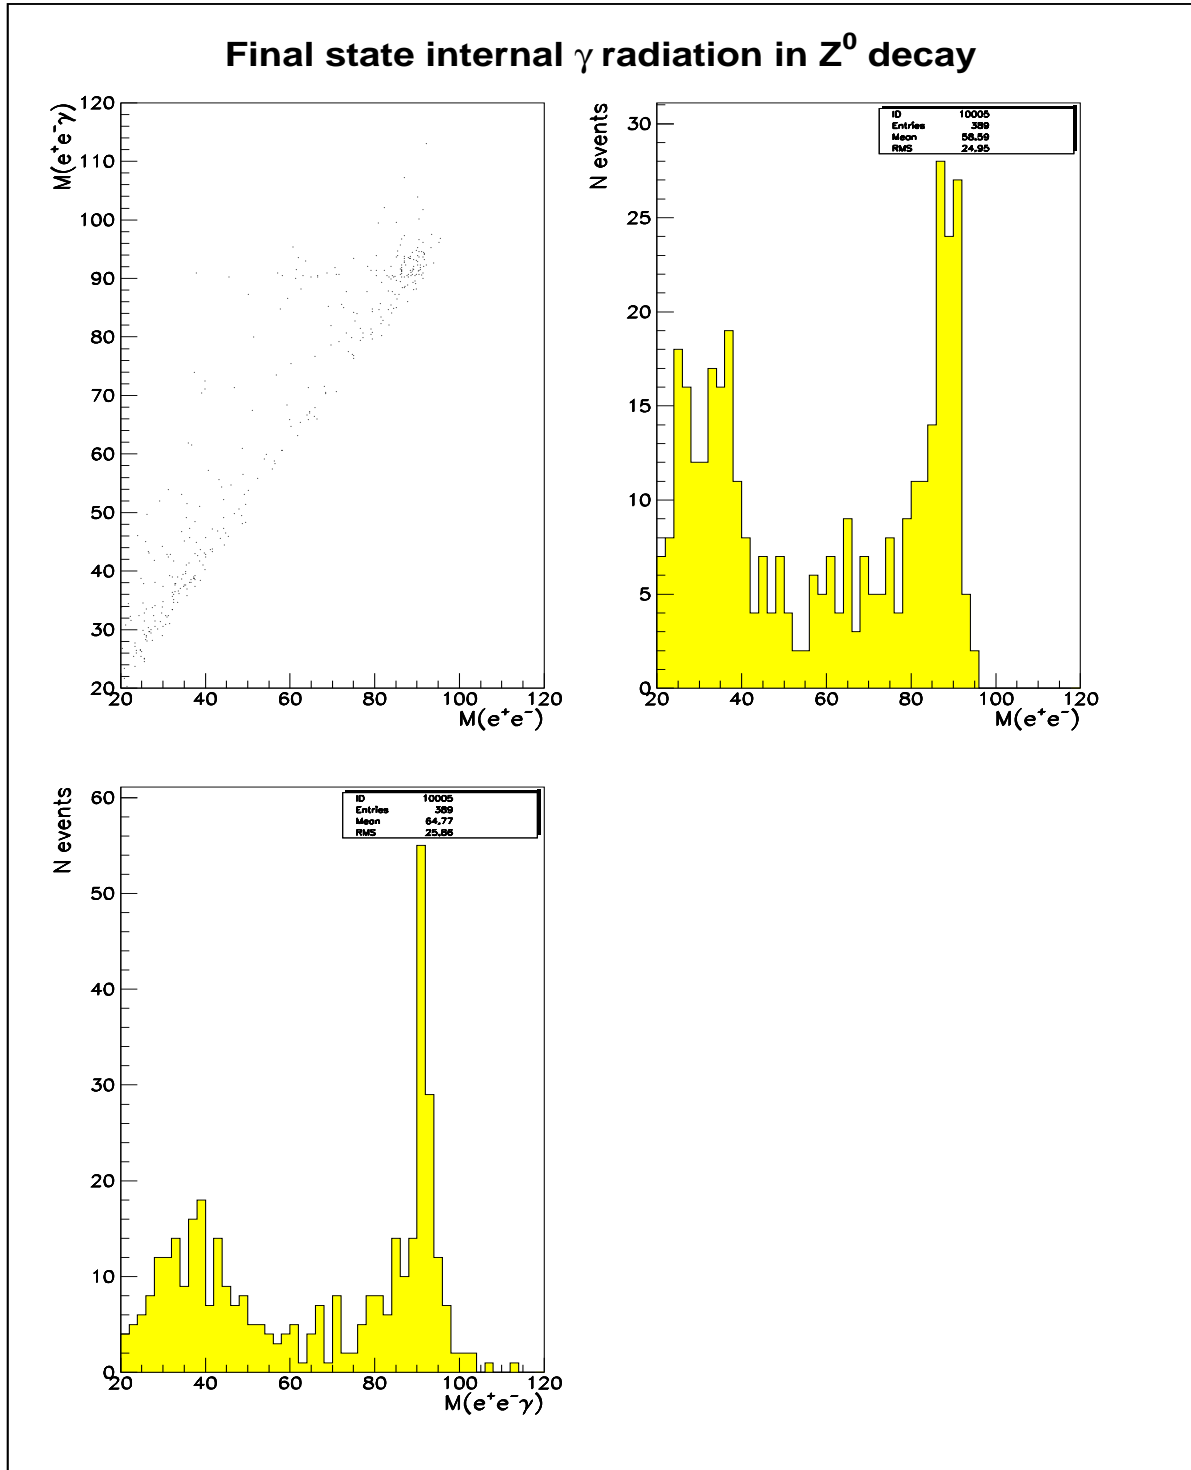 Final state internal γ radiation in Z⁰ decay
M(e⁺e⁻γ)
120
110
100
90
80
70
60
50
40
30
20
20 40 60 80 100 120
M(e⁺e⁻)
N events
30
25
20
15
10
5
0
ID 10005
Entries 389
Mean 58.59
RMS 24.95
20 40 60 80 100 120
M(e⁺e⁻)
N events
60
50
40
30
20
10
0
ID 10005
Entries 389
Mean 64.77
RMS 25.86
20 40 60 80 100 120
M(e⁺e⁻γ)